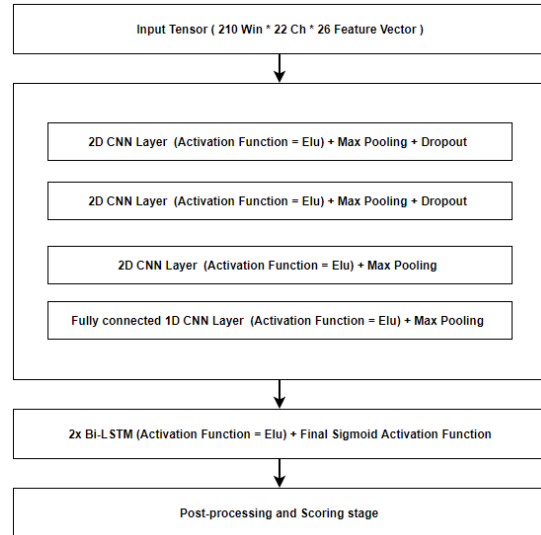 Input Tensor ( 210 Win * 22 Ch * 26 Feature Vector )
2D CNN Layer (Activation Function = Elu) + Max Pooling + Dropout
2D CNN Layer (Activation Function = Elu) + Max Pooling + Dropout
2D CNN Layer (Activation Function = Elu) + Max Pooling
Fully connected 1D CNN Layer (Activation Function = Elu) + Max Pooling
2x Bi-LSTM (Activation Function = Elu) + Final Sigmoid Activation Function
Post-processing and Scoring stage